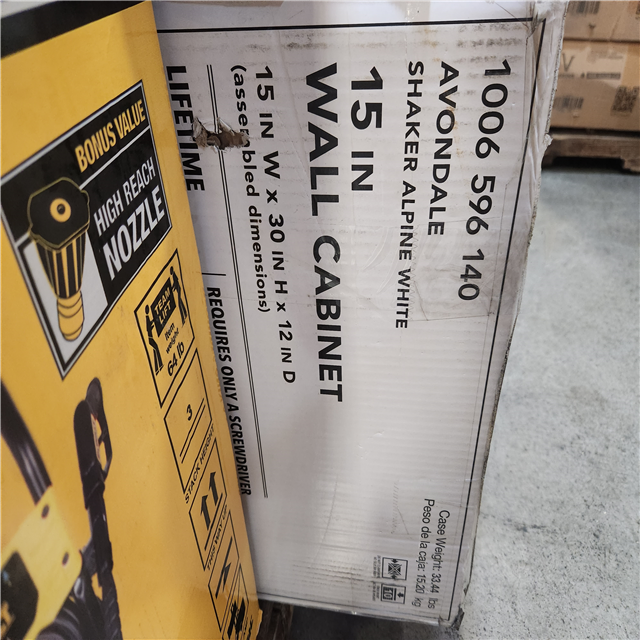 1006 596 140
AVONDALE
SHAKER ALPINE WHITE
15 IN
WALL CABINET
15 IN W x 30 IN H x 12 IN D
(assembled dimensions)
LIFETIME
REQUIRES ONLY A SCREWDRIVER
Case Weight: 33.44 lbs
Peso de la caja: 15.20 kg
BONUS VALUE
HIGH REACH
NOZZLE
TEAM
LIFT
64 lb
3
STACK HEIGHT